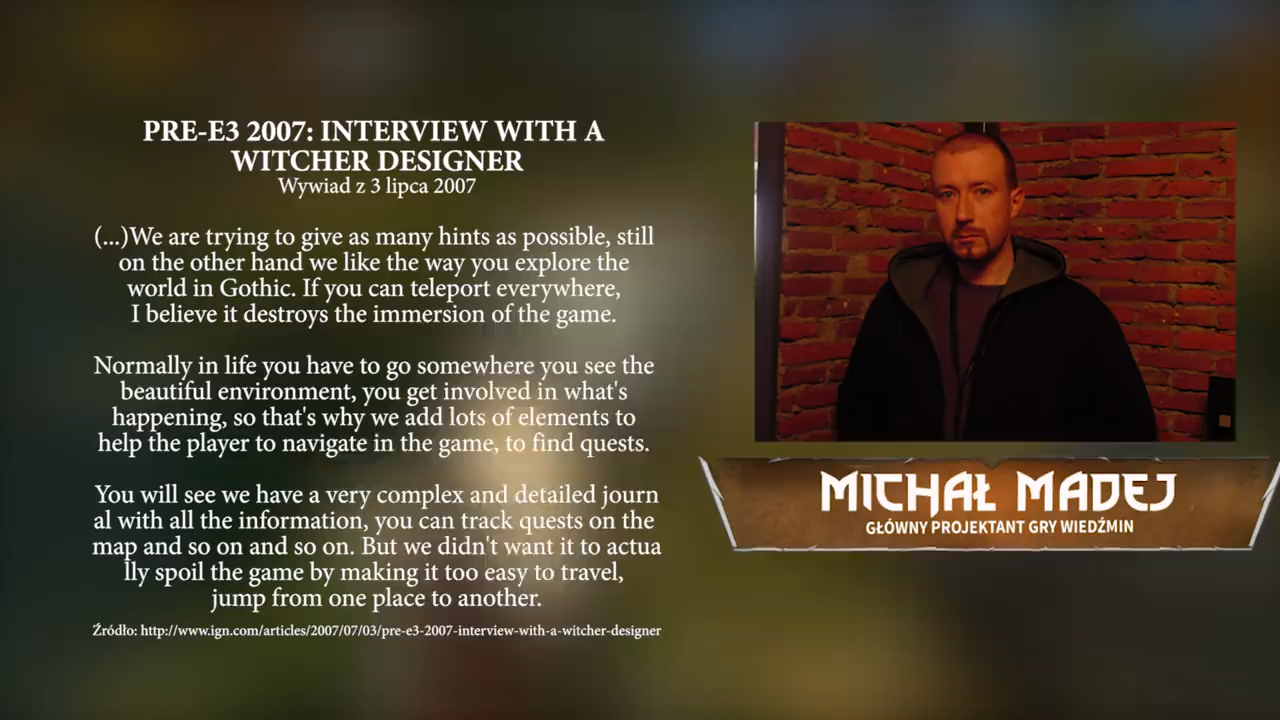 PRE-E3 2007: INTERVIEW WITH A
WITCHER DESIGNER
Wywiad z 3 lipca 2007
(...)We are trying to give as many hints as possible, still
on the other hand we like the way you explore the
world in Gothic. If you can teleport everywhere,
I believe it destroys the immersion of the game.
Normally in life you have to go somewhere you see the
beautiful environment, you get involved in what's
happening, so that's why we add lots of elements to
help the player to navigate in the game, to find quests.
You will see we have a very complex and detailed journ
al with all the information, you can track quests on the
map and so on and so on. But we didn't want it to actua
lly spoil the game by making it too easy to travel,
jump from one place to another.
Źródło: http://www.ign.com/articles/2007/07/03/pre-e3-2007-interview-with-a-witcher-designer
MICHAŁ MADEJ
GŁÓWNY PROJEKTANT GRY WIEDŹMIN